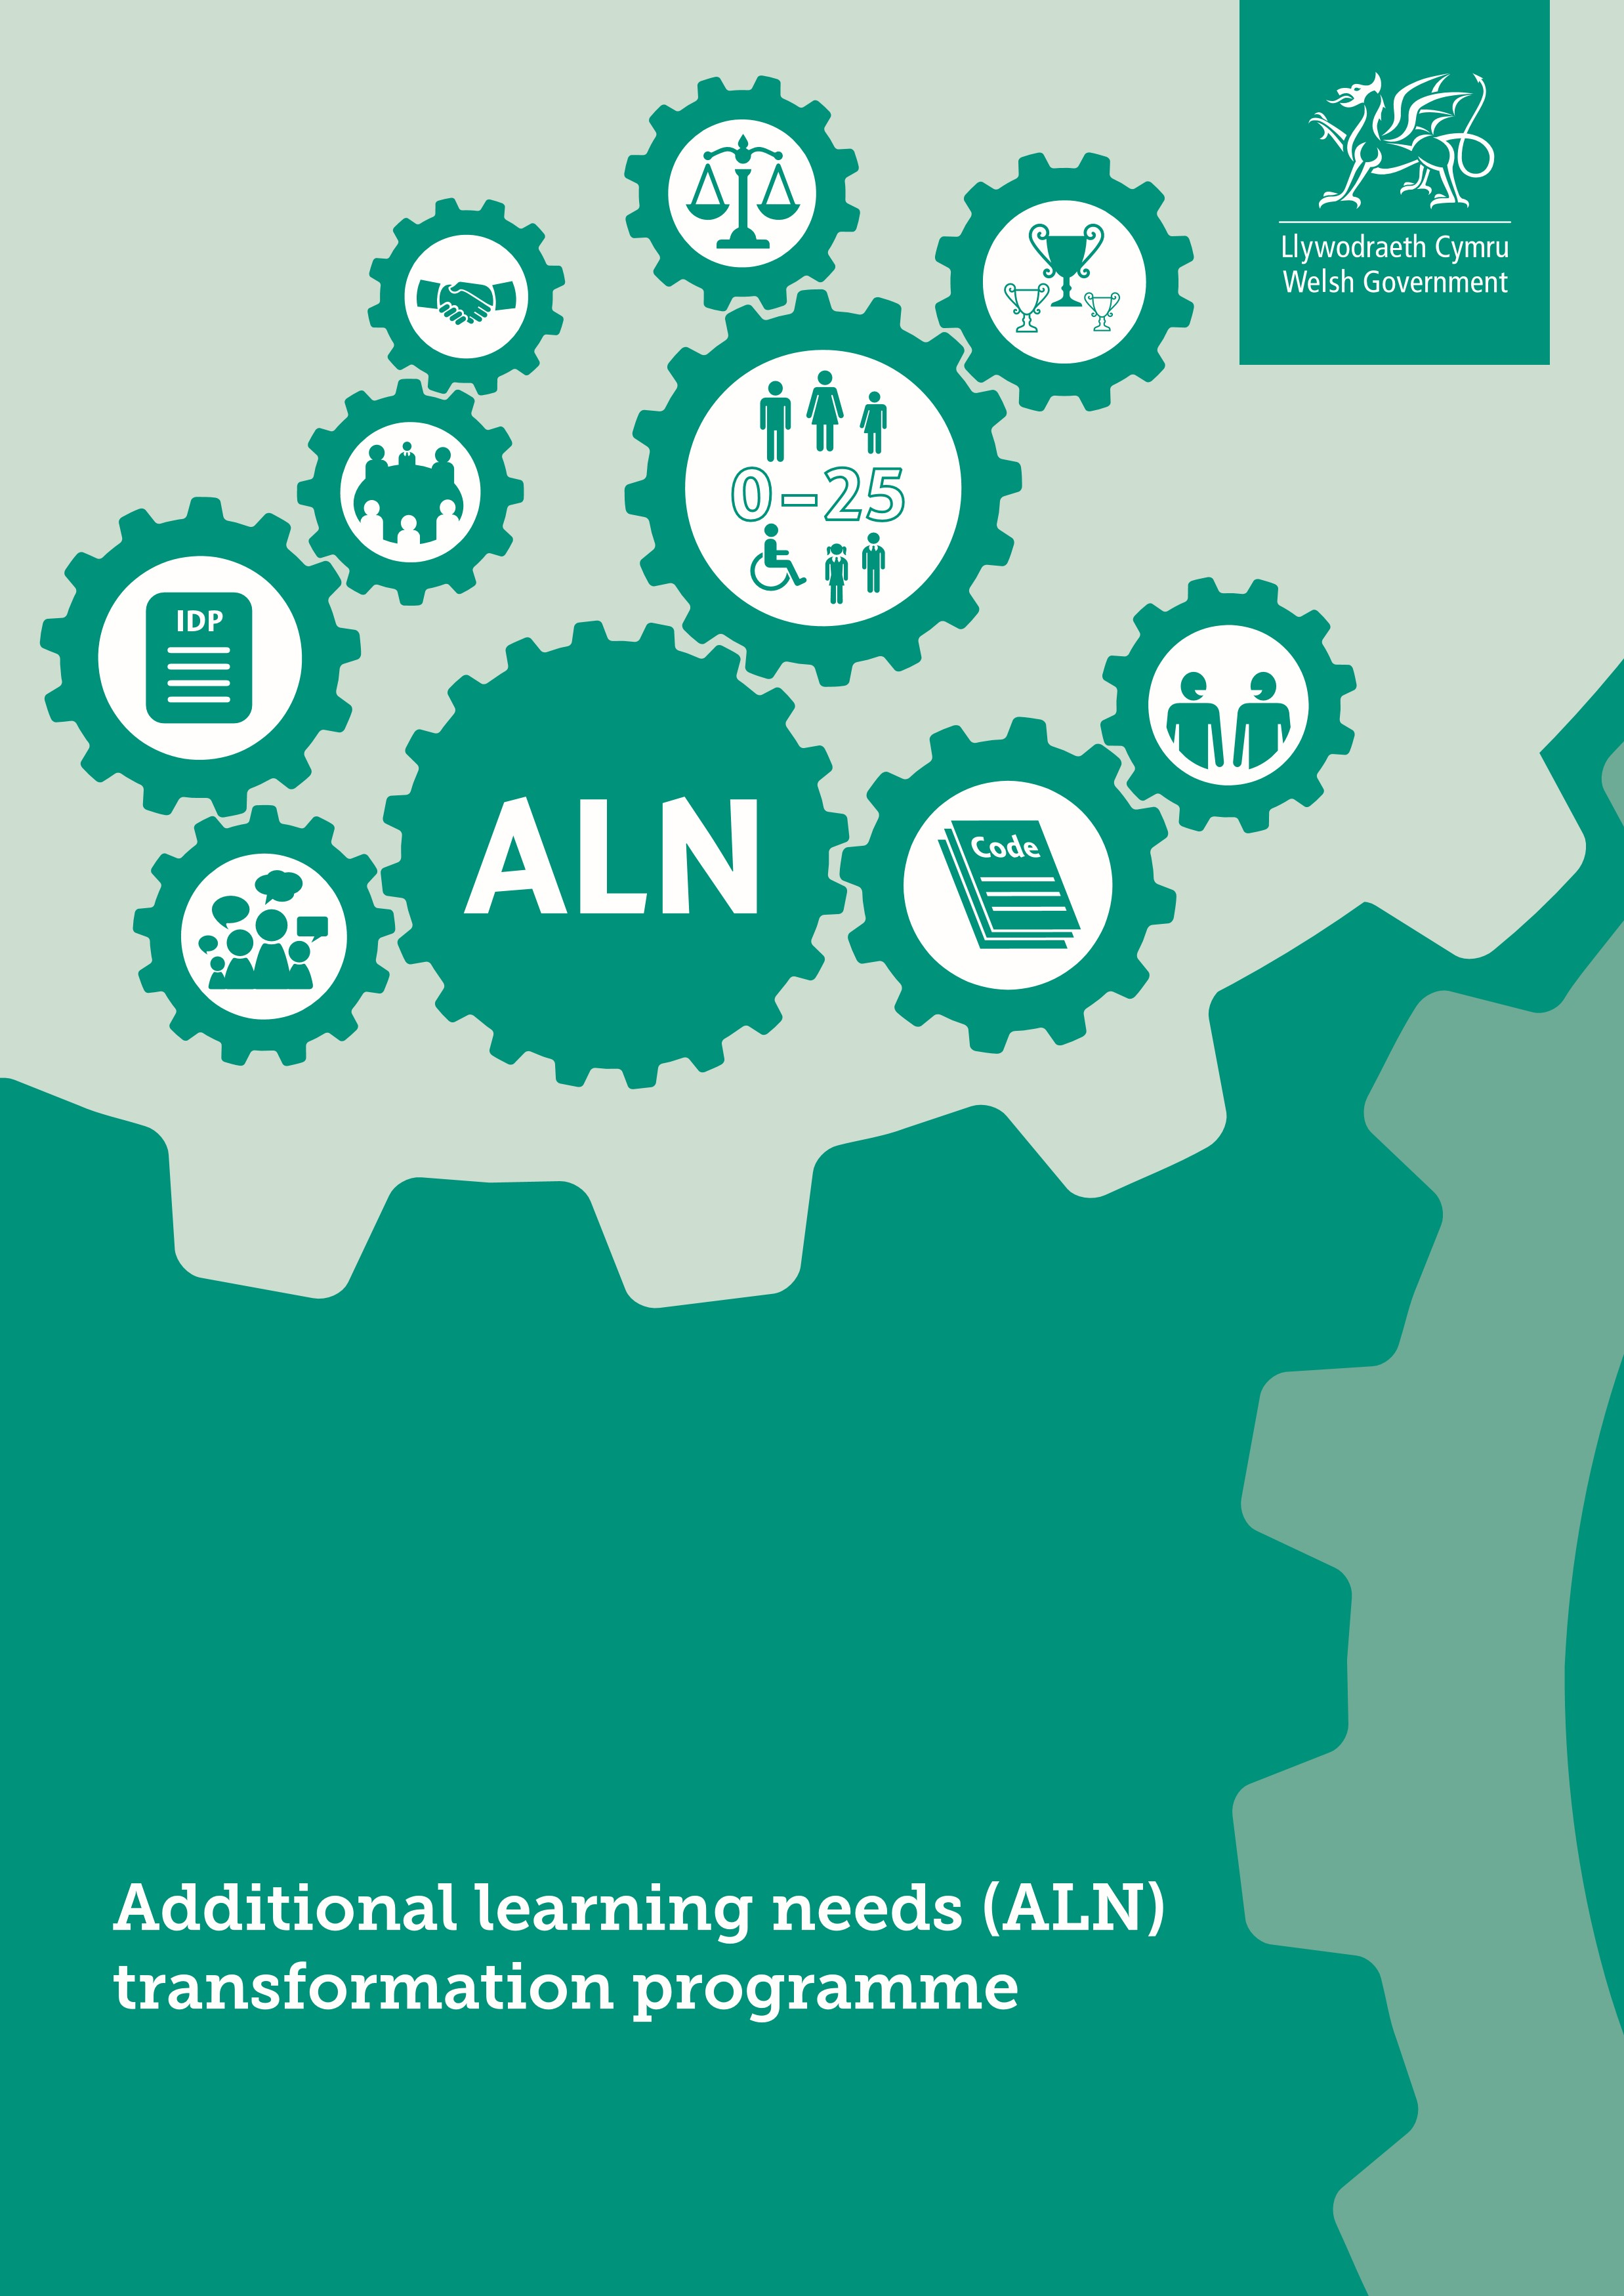 Llywodraeth Cymru
Welsh Government
0–25
IDP
ALN
Code
Additional learning needs (ALN)
transformation programme